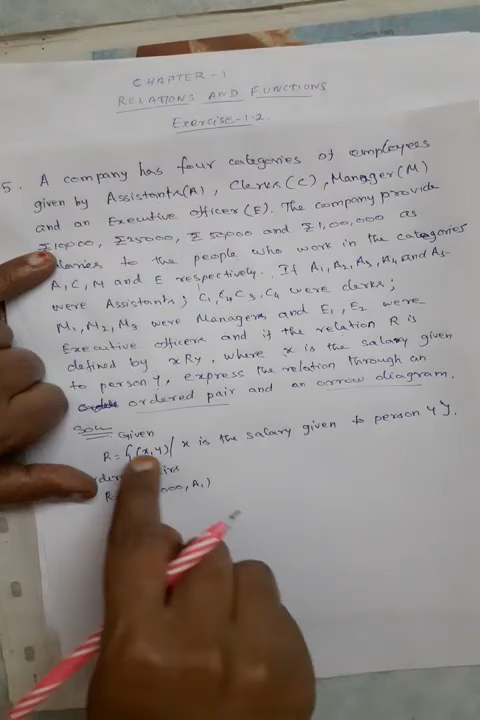 CHAPTER-1
RELATIONS AND FUNCTIONS
Exercise-1.2.
5. A company has four categories of employees
given by Assistants(A), Clerks(C), Manager(M)
and an Executive officer(E). The company provide
₹10000, ₹25000, ₹50000 and ₹1,00,000 as
salaries to the people who work in the categories
A, C, M and E respectively. If A1, A2, A3, A4 and A5
were Assistants; C1, C2, C3, C4 were clerks;
M1, M2, M3 were Managers and E1, E2 were
Executive officers and if the relation R is
defined by xRy, where x is the salary given
to person y, express the relation through an
ordered pair and an arrow diagram.
Soln Given
R = {(x,y)/ x is the salary given to person y}.
R 000, A1)